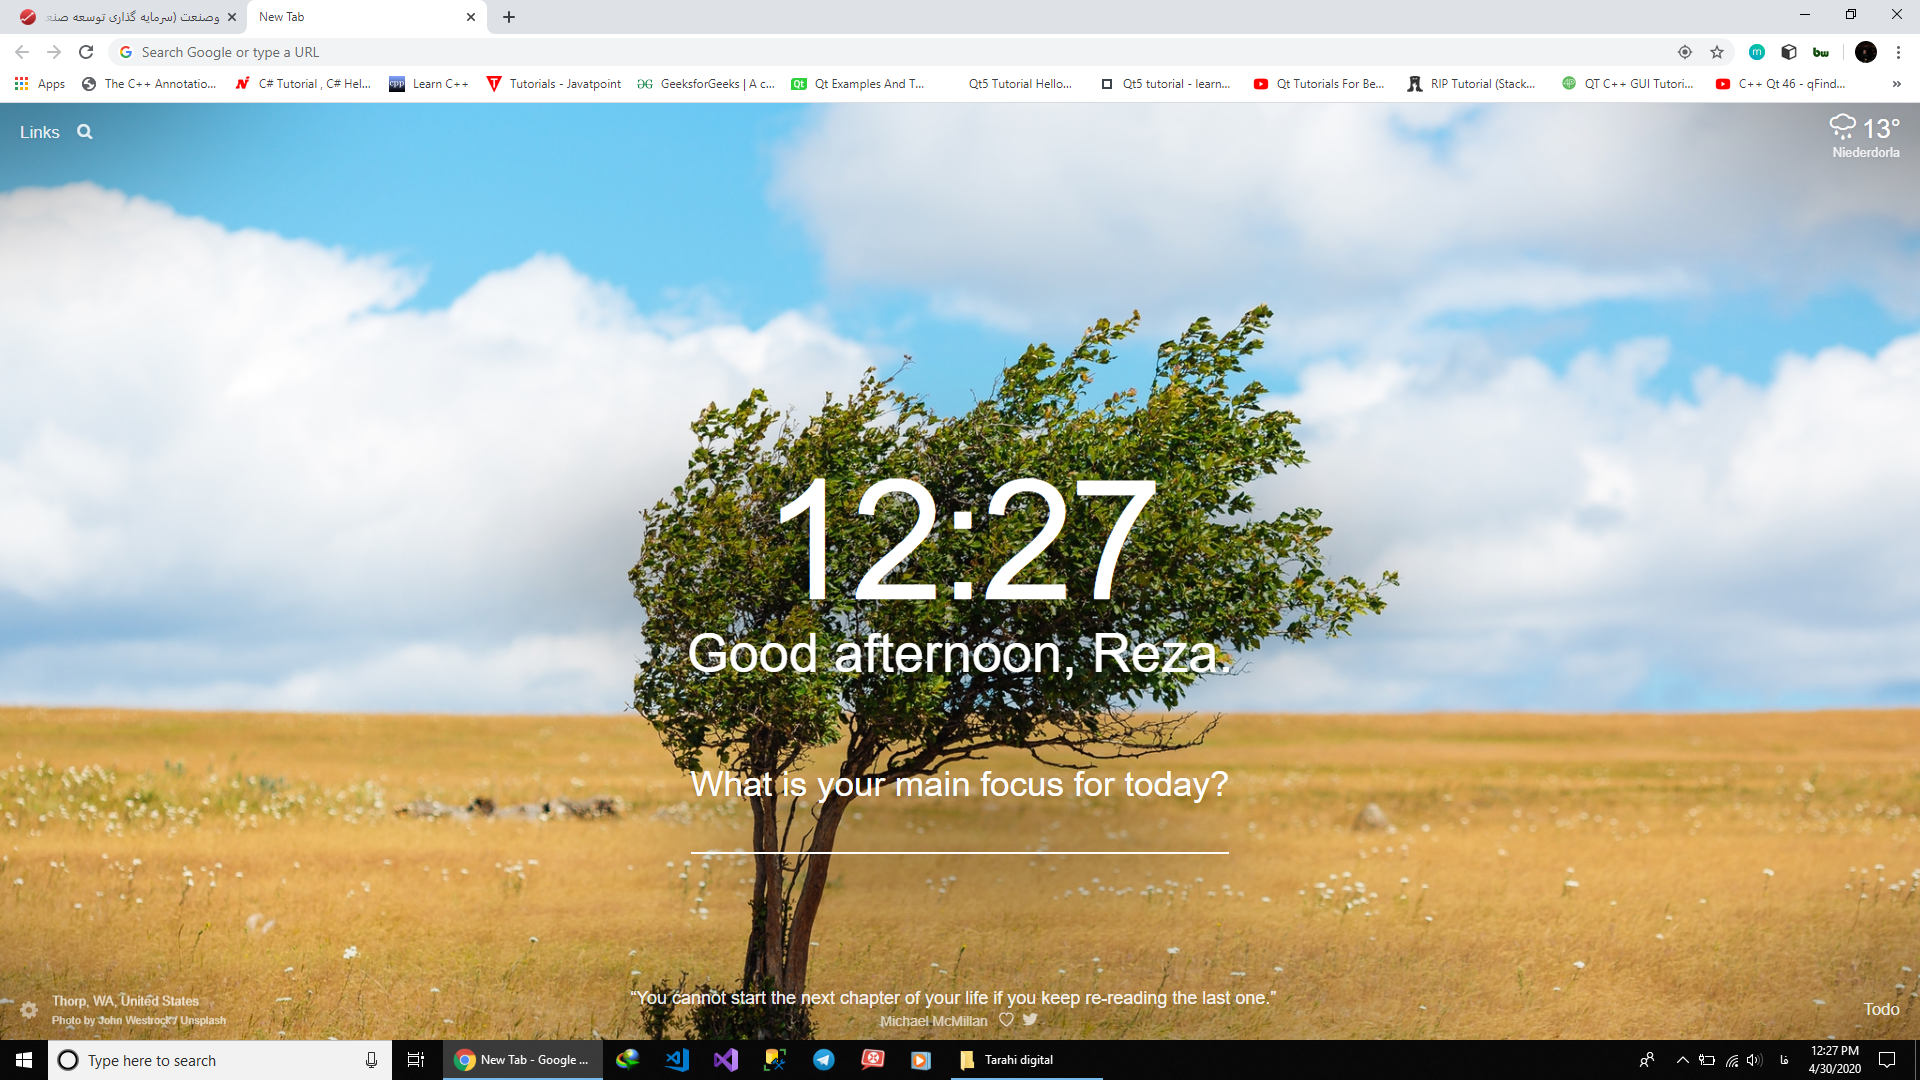 وصنعت (سرمایه گذاری توسعه صنع
New Tab
Search Google or type a URL
Apps
The C++ Annotatio...
C# Tutorial , C# Hel...
cpp
Learn C++
Tutorials - Javatpoint
GeeksforGeeks | A c...
Qt
Qt Examples And T...
Qt5 Tutorial Hello...
Qt5 tutorial - learn...
Qt Tutorials For Be...
RIP Tutorial (Stack...
QT C++ GUI Tutori...
C++ Qt 46 - qFind...
»
m
bw
Links
13°
Niederdorla
12:27
Good afternoon, Reza.
What is your main focus for today?
Thorp, WA, United States
Photo by John Westrock / Unsplash
“You cannot start the next chapter of your life if you keep re-reading the last one.”
Michael McMillan
Todo
Type here to search
New Tab - Google ...
Tarahi digital
فا
12:27 PM
4/30/2020